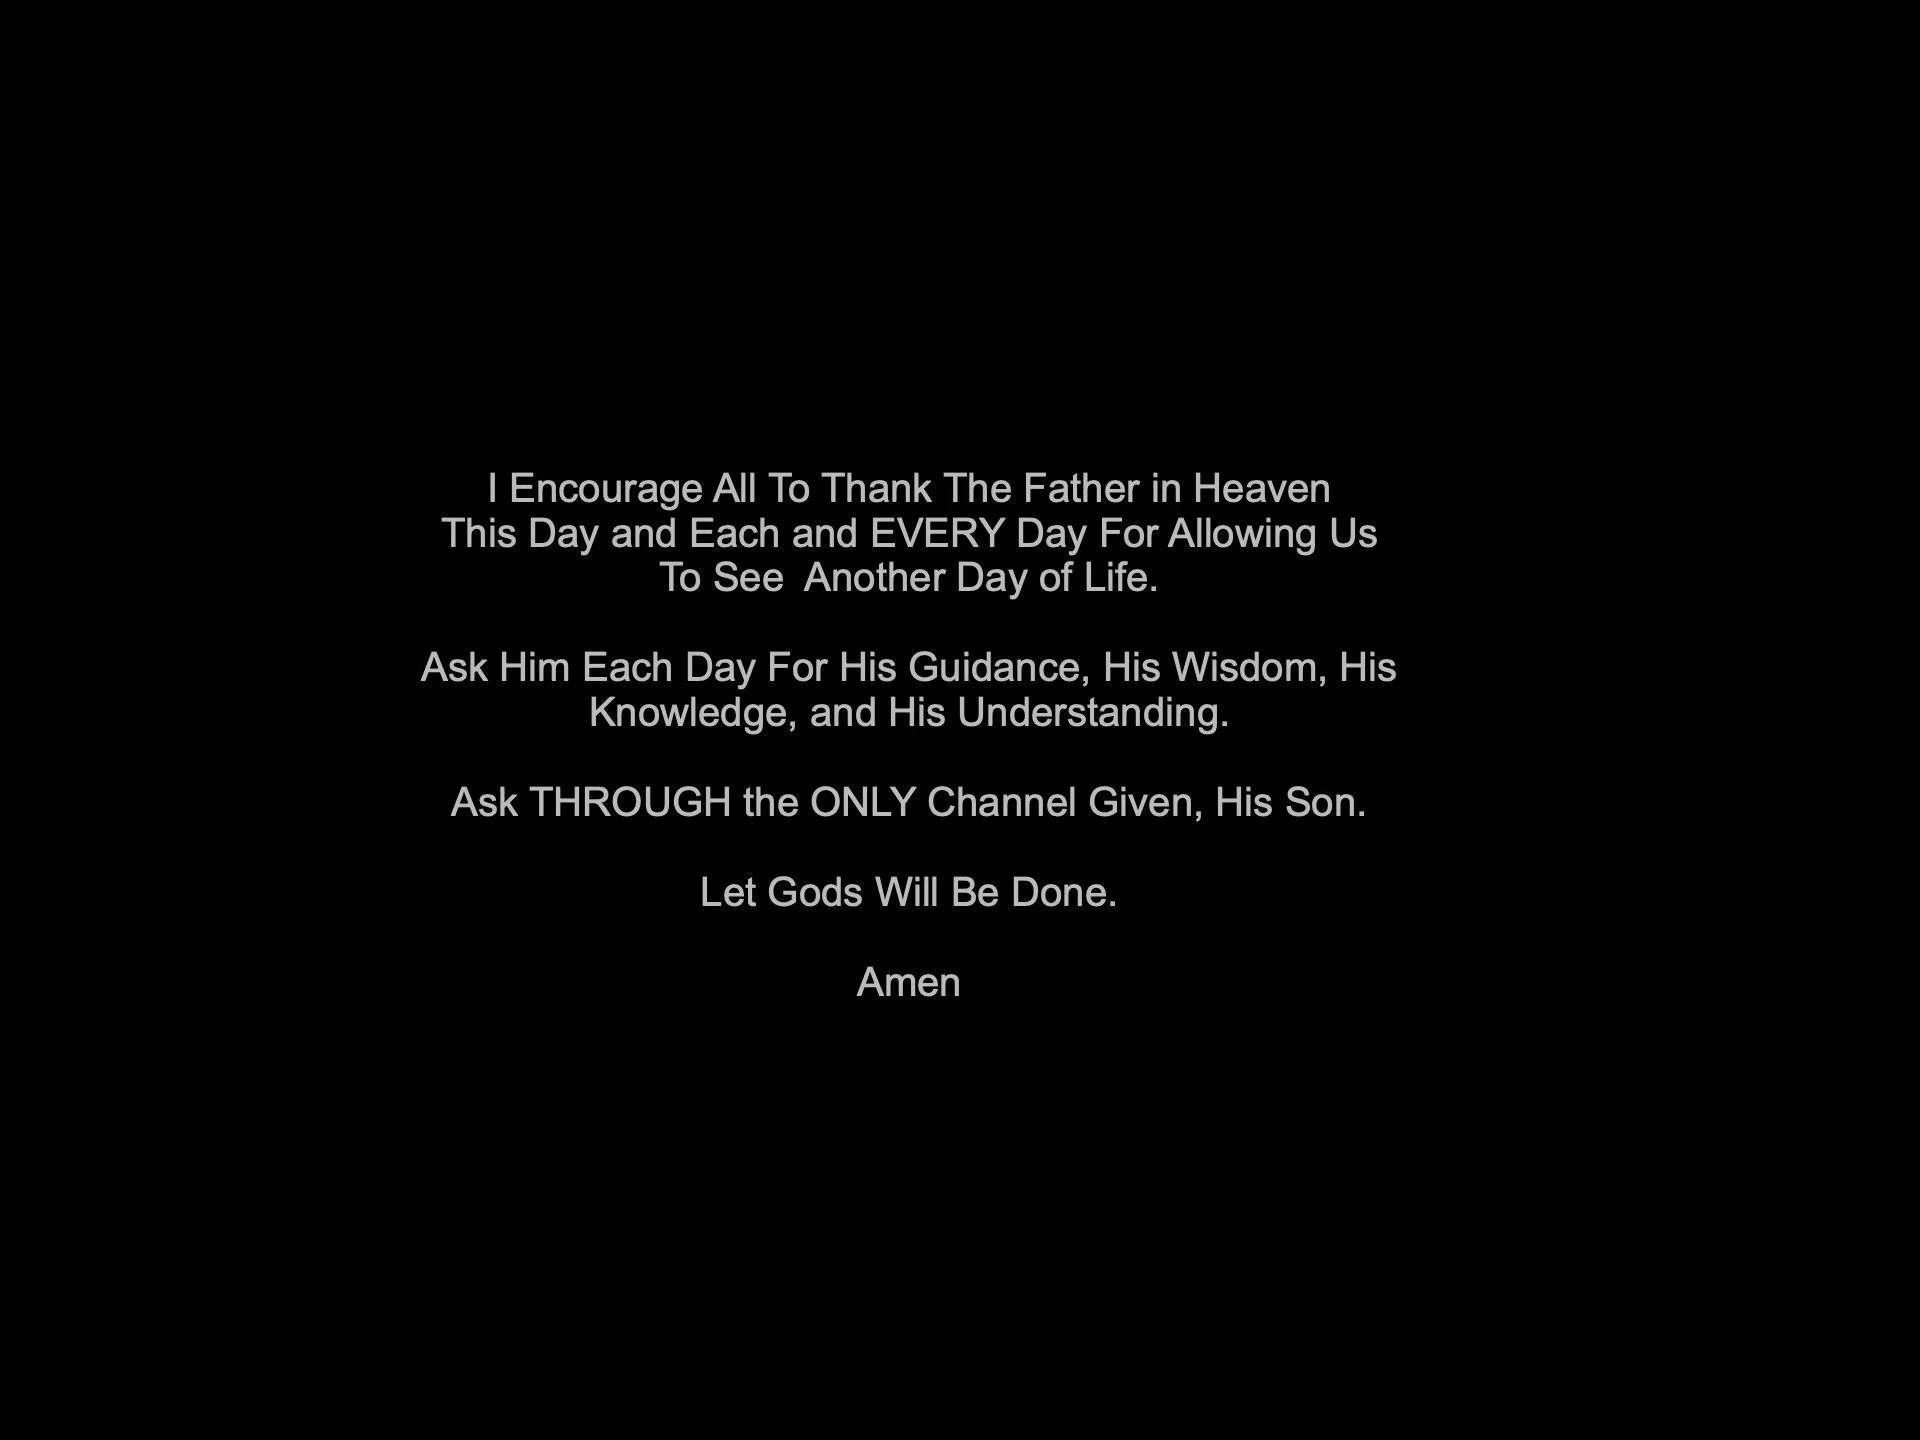 I Encourage All To Thank The Father in Heaven
This Day and Each and EVERY Day For Allowing Us
To See  Another Day of Life.
Ask Him Each Day For His Guidance, His Wisdom, His
Knowledge, and His Understanding.
Ask THROUGH the ONLY Channel Given, His Son.
Let Gods Will Be Done.
Amen